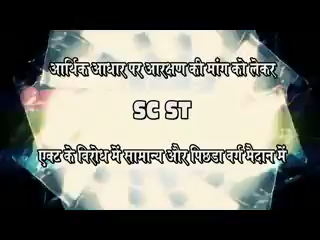 आर्थिक आधार पर आरक्षण की मांग को लेकर
SC ST
एक्ट के विरोध में सामान्य और पिछडा वर्ग मैदान में